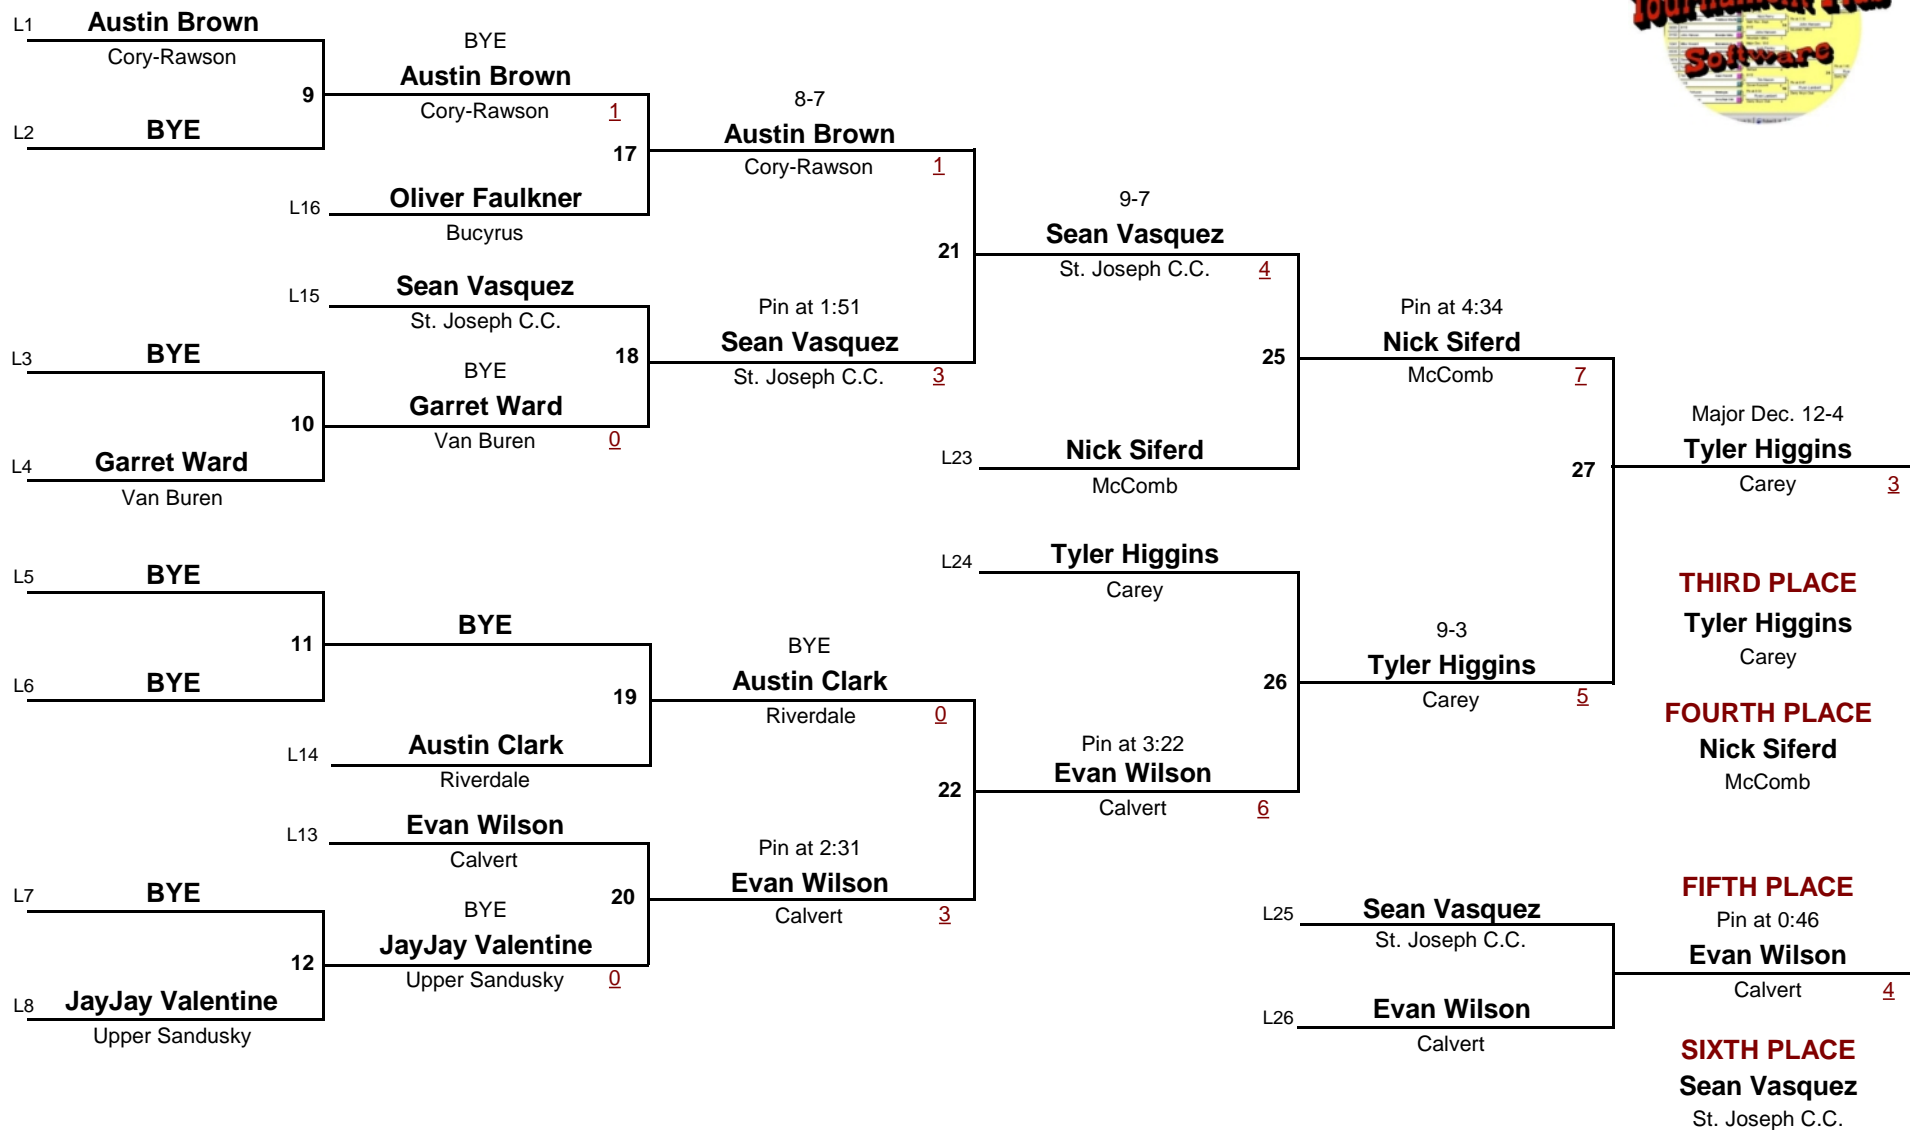 Tournament Plus
Software
L1 Austin Brown
Cory-Rawson
9
L2 BYE
BYE
Austin Brown
Cory-Rawson 1
17
L16 Oliver Faulkner
Bucyrus
8-7
Austin Brown
Cory-Rawson 1
L15 Sean Vasquez
St. Joseph C.C.
18
L3 BYE
10
L4 Garret Ward
Van Buren
BYE
Garret Ward
Van Buren 0
Pin at 1:51
Sean Vasquez
St. Joseph C.C. 3
21
9-7
Sean Vasquez
St. Joseph C.C. 4
25
L23 Nick Siferd
McComb
Pin at 4:34
Nick Siferd
McComb 7
27
Major Dec. 12-4
Tyler Higgins
Carey 3
L5 BYE
11
L6 BYE
BYE
19
L14 Austin Clark
Riverdale
BYE
Austin Clark
Riverdale 0
22
L13 Evan Wilson
Calvert
20
L7 BYE
12
L8 JayJay Valentine
Upper Sandusky
BYE
JayJay Valentine
Upper Sandusky 0
Pin at 2:31
Evan Wilson
Calvert 3
L24 Tyler Higgins
Carey
26
Pin at 3:22
Evan Wilson
Calvert 6
9-3
Tyler Higgins
Carey 5
THIRD PLACE
Tyler Higgins
Carey
FOURTH PLACE
Nick Siferd
McComb
L25 Sean Vasquez
St. Joseph C.C.
L26 Evan Wilson
Calvert
FIFTH PLACE
Pin at 0:46
Evan Wilson
Calvert 4
SIXTH PLACE
Sean Vasquez
St. Joseph C.C.